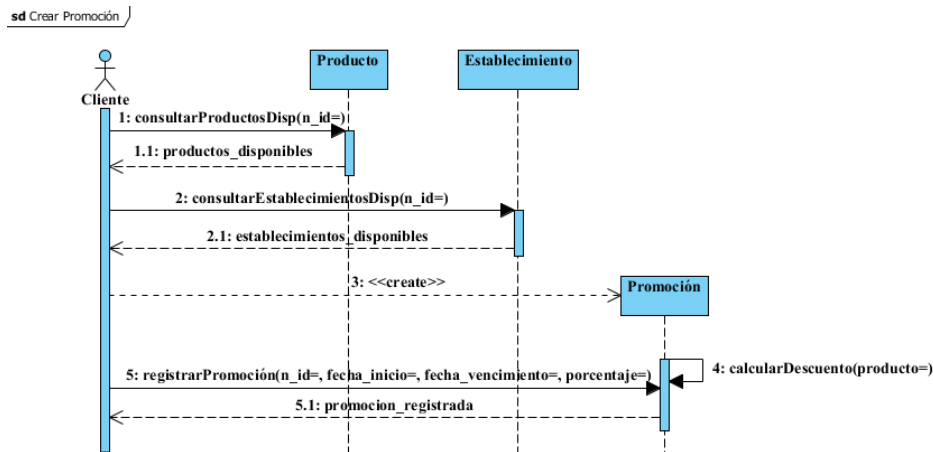 sd Crear Promoción
Producto
Establecimiento
Cliente
1: consultarProductosDisp(n_id=)
1.1: productos_disponibles
2: consultarEstablecimientosDisp(n_id=)
2.1: establecimientos_disponibles
3: <<create>>
Promoción
4: calcularDescuento(producto=)
5: registrarPromoción(n_id=, fecha_inicio=, fecha_vencimiento=, porcentaje=)
5.1: promocion_registrada